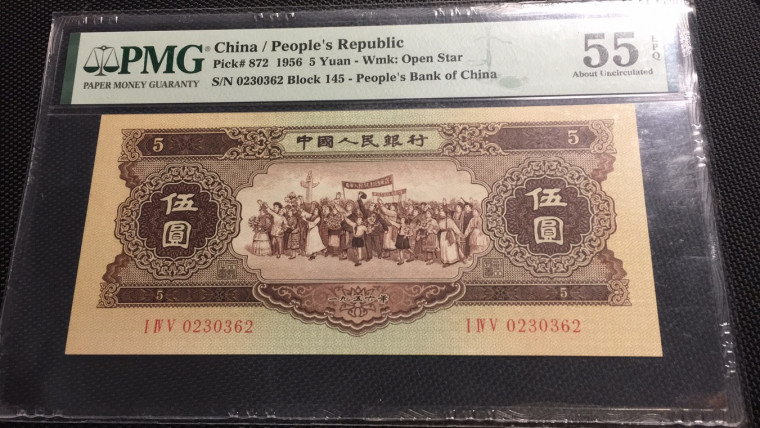 PMG
PAPER MONEY GUARANTY
China / People's Republic
Pick# 872 1956 5 Yuan - Wmk: Open Star
S/N 0230362 Block 145 - People's Bank of China
55 EPQ
About Uncirculated
5 中國人民銀行 5
伍圓 伍圓
5 一九五六年 5
I IV V 0230362 I IV V 0230362